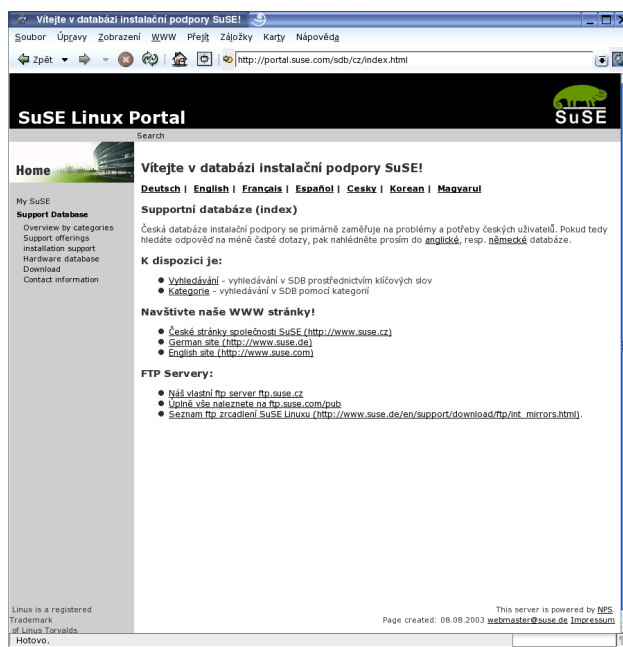 Vítejte v databázi instalační podpory SuSE!
Soubor Úpravy Zobrazení WWW Přejít Záložky Karty Nápověda
Zpět
http://portal.suse.com/sdb/cz/index.html
SuSE
SuSE Linux Portal
Search
Home
My SuSE
Support Database
Overview by categories
Support offerings
installation support
Hardware database
Download
Contact information
Vítejte v databázi instalační podpory SuSE!
Deutsch | English | Francais | Español | Cesky | Korean | Magyarul
Supportní databáze (index)
Česká databáze instalační podpory se primárně zaměřuje na problémy a potřeby českých uživatelů. Pokud tedy
hledáte odpověď na méně časté dotazy, pak nahlédněte prosím do anglické, resp. německé databáze.
K dispozici je:
Vyhledávání - vyhledávání v SDB prostřednictvím klíčových slov
Kategorie - vyhledávání v SDB pomocí kategorií
Navštivte naše WWW stránky!
České stránky společnosti SuSE (http://www.suse.cz)
German site (http://www.suse.de)
English site (http://www.suse.com)
FTP Servery:
Náš vlastní ftp server ftp.suse.cz
Úplně vše naleznete na ftp.suse.com/pub
Seznam ftp zrcadlení SuSE Linuxu (http://www.suse.de/en/support/download/ftp/int_mirrors.html).
Linux is a registered
Trademark
of Linus Torvalds
This server is powered by NPS.
Page created: 08.08.2003 webmaster@suse.de Impressum
Hotovo.